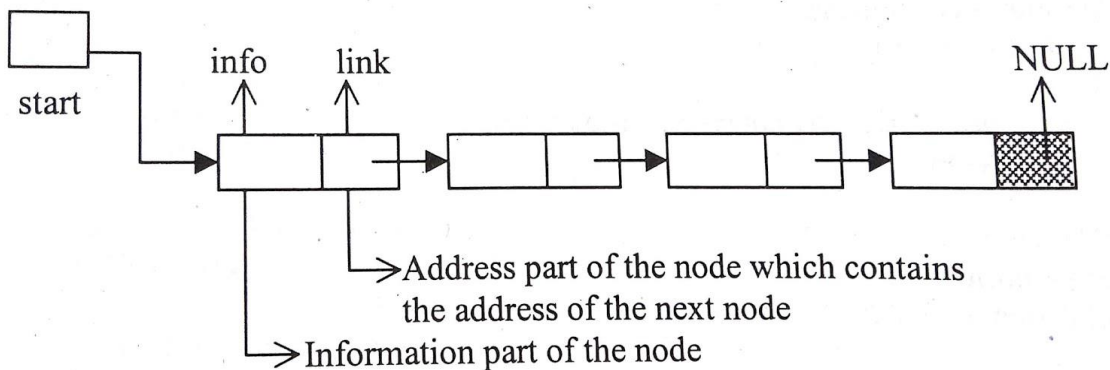 info
link
NULL
start
Address part of the node which contains
the address of the next node
Information part of the node